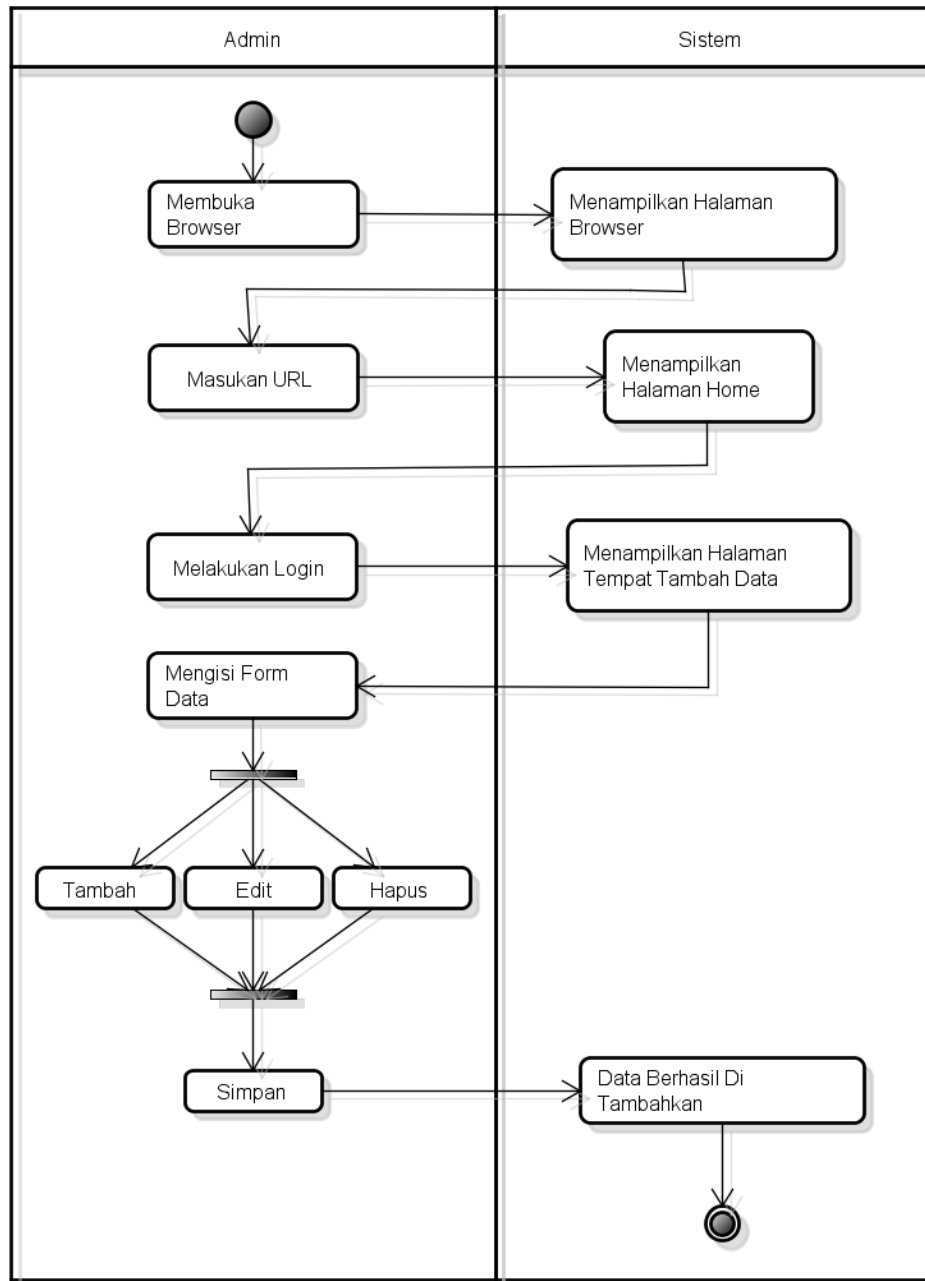 Admin
Sistem
Membuka
Browser
Menampilkan Halaman
Browser
Masukan URL
Menampilkan
Halaman Home
Melakukan Login
Menampilkan Halaman
Tempat Tambah Data
Mengisi Form
Data
Tambah
Edit
Hapus
Simpan
Data Berhasil Di
Tambahkan